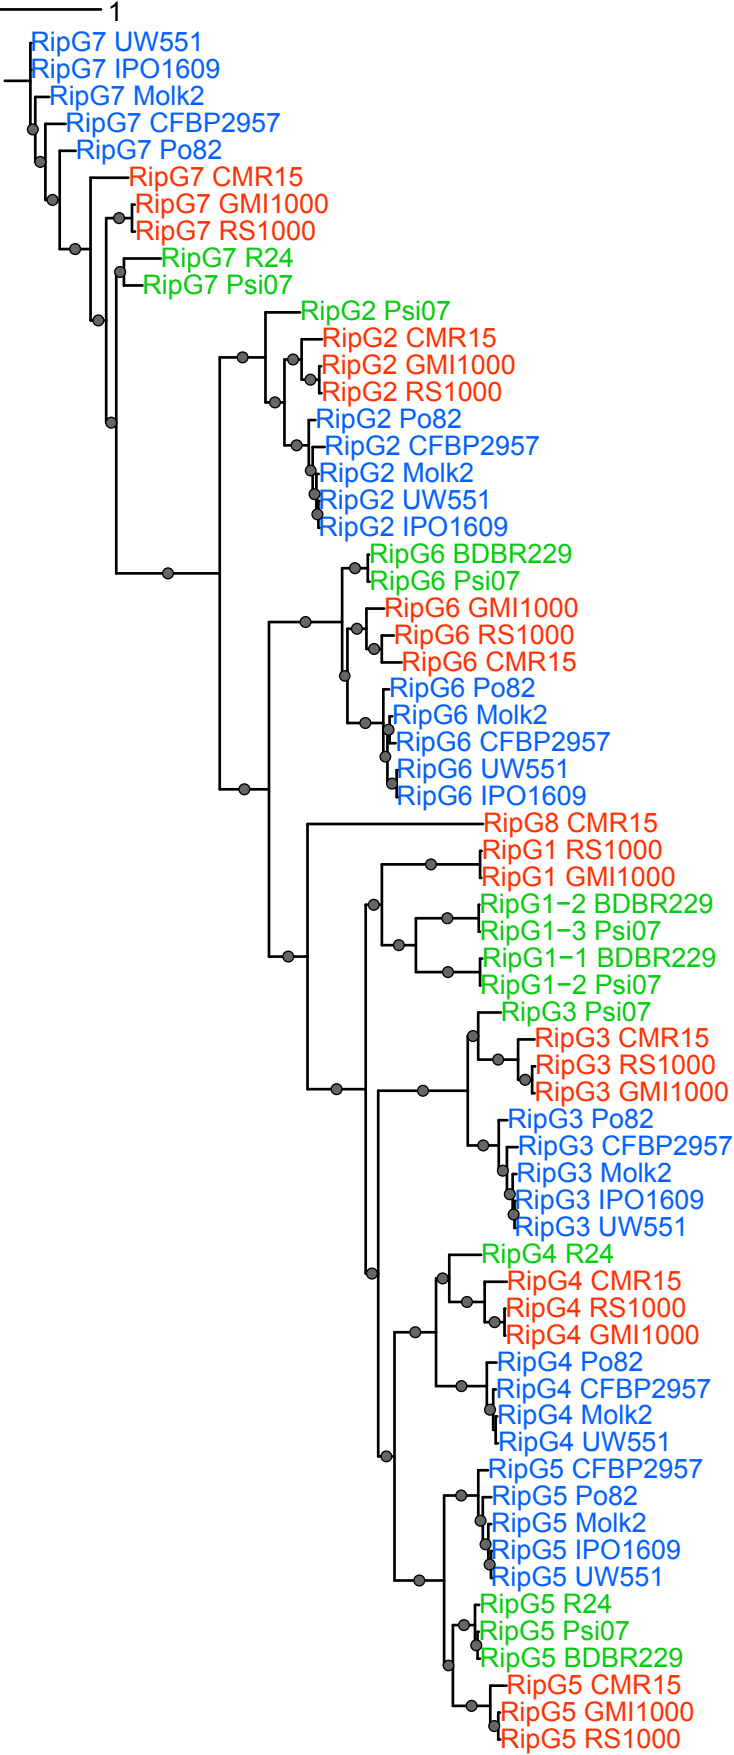 1
RipG7 UW551
RipG7 IPO1609
RipG7 Molk2
RipG7 CFBP2957
RipG7 Po82
RipG7 CMR15
RipG7 GMI1000
RipG7 RS1000
RipG7 R24
RipG7 Psi07
RipG2 Psi07
RipG2 CMR15
RipG2 GMI1000
RipG2 RS1000
RipG2 Po82
RipG2 CFBP2957
RipG2 Molk2
RipG2 UW551
RipG2 IPO1609
RipG6 BDBR229
RipG6 Psi07
RipG6 GMI1000
RipG6 RS1000
RipG6 CMR15
RipG6 Po82
RipG6 Molk2
RipG6 CFBP2957
RipG6 UW551
RipG6 IPO1609
RipG8 CMR15
RipG1 RS1000
RipG1 GMI1000
RipG1−2 BDBR229
RipG1−3 Psi07
RipG1−1 BDBR229
RipG1−2 Psi07
RipG3 Psi07
RipG3 CMR15
RipG3 RS1000
RipG3 GMI1000
RipG3 Po82
RipG3 CFBP2957
RipG3 Molk2
RipG3 IPO1609
RipG3 UW551
RipG4 R24
RipG4 CMR15
RipG4 RS1000
RipG4 GMI1000
RipG4 Po82
RipG4 CFBP2957
RipG4 Molk2
RipG4 UW551
RipG5 CFBP2957
RipG5 Po82
RipG5 Molk2
RipG5 IPO1609
RipG5 UW551
RipG5 R24
RipG5 Psi07
RipG5 BDBR229
RipG5 CMR15
RipG5 GMI1000
RipG5 RS1000